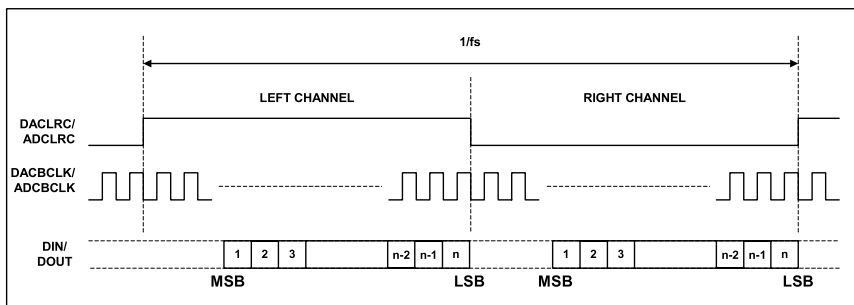 1/fs
LEFT CHANNEL
RIGHT CHANNEL
DACLRC/
ADCLRC
DACBCLK/
ADCBCLK
DIN/
DOUT
1 2 3 n-2 n-1 n 1 2 3 n-2 n-1 n
MSB LSB MSB LSB